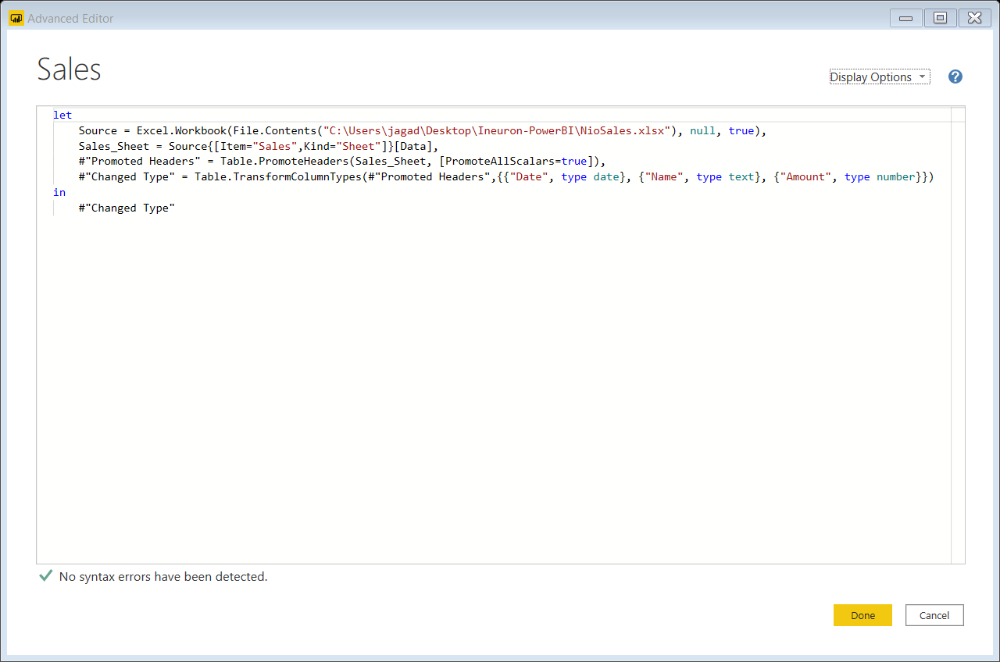 Advanced Editor
Sales
Display Options
let
    Source = Excel.Workbook(File.Contents("C:\Users\jagad\Desktop\Ineuron-PowerBI\NioSales.xlsx"), null, true),
    Sales_Sheet = Source{[Item="Sales",Kind="Sheet"]}[Data],
    #"Promoted Headers" = Table.PromoteHeaders(Sales_Sheet, [PromoteAllScalars=true]),
    #"Changed Type" = Table.TransformColumnTypes(#"Promoted Headers",{{"Date", type date}, {"Name", type text}, {"Amount", type number}})
in
    #"Changed Type"
No syntax errors have been detected.
Done Cancel